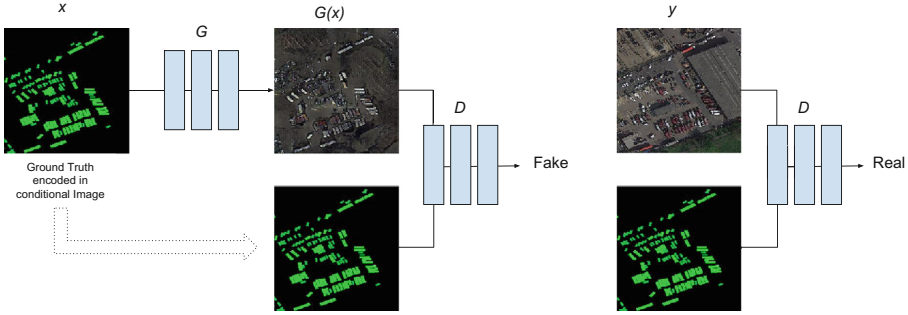 x
G
G(x)
y
D
D
Fake
Real
Ground Truth
encoded in
conditional Image